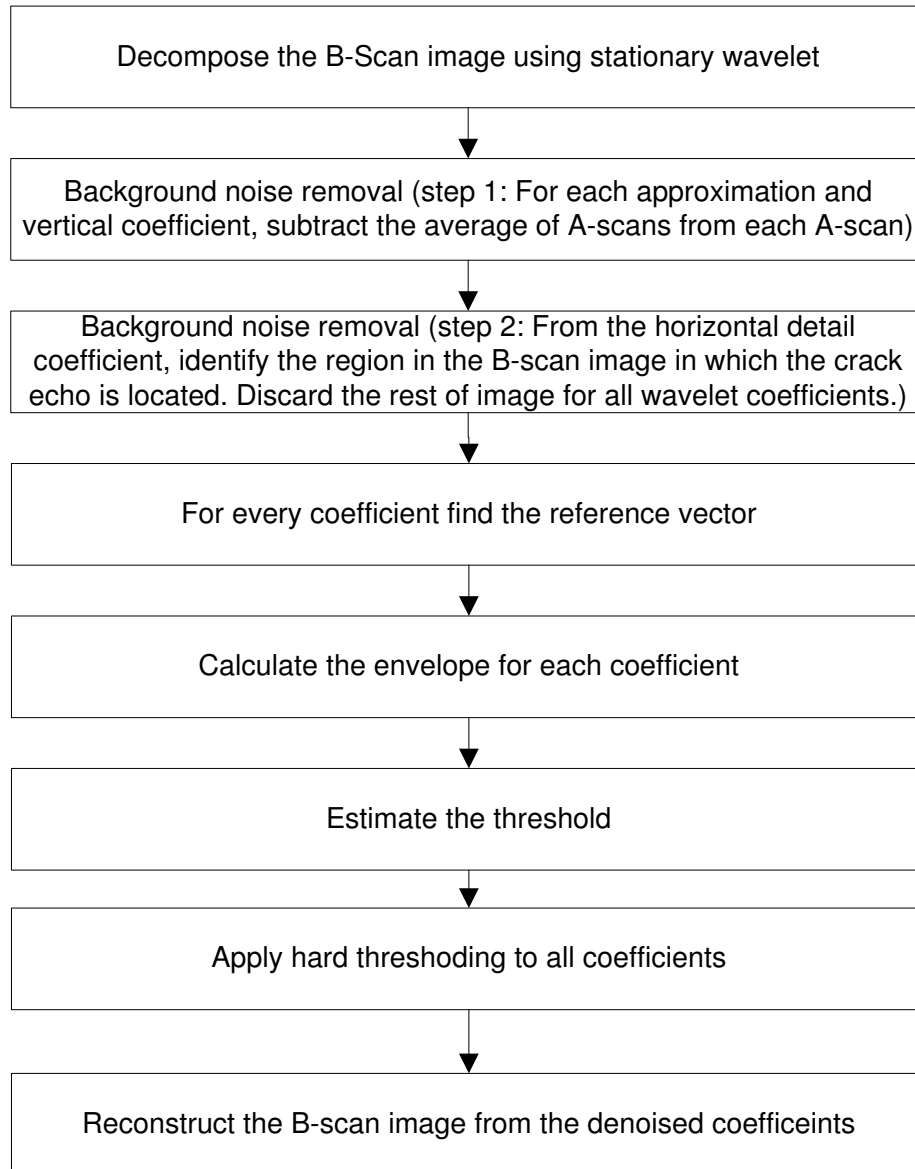 Decompose the B-Scan image using stationary wavelet
Background noise removal (step 1: For each approximation and
vertical coefficient, subtract the average of A-scans from each A-scan)
Background noise removal (step 2: From the horizontal detail
coefficient, identify the region in the B-scan image in which the crack
echo is located. Discard the rest of image for all wavelet coefficients.)
For every coefficient find the reference vector
Calculate the envelope for each coefficient
Estimate the threshold
Apply hard threshoding to all coefficients
Reconstruct the B-scan image from the denoised coefficeints